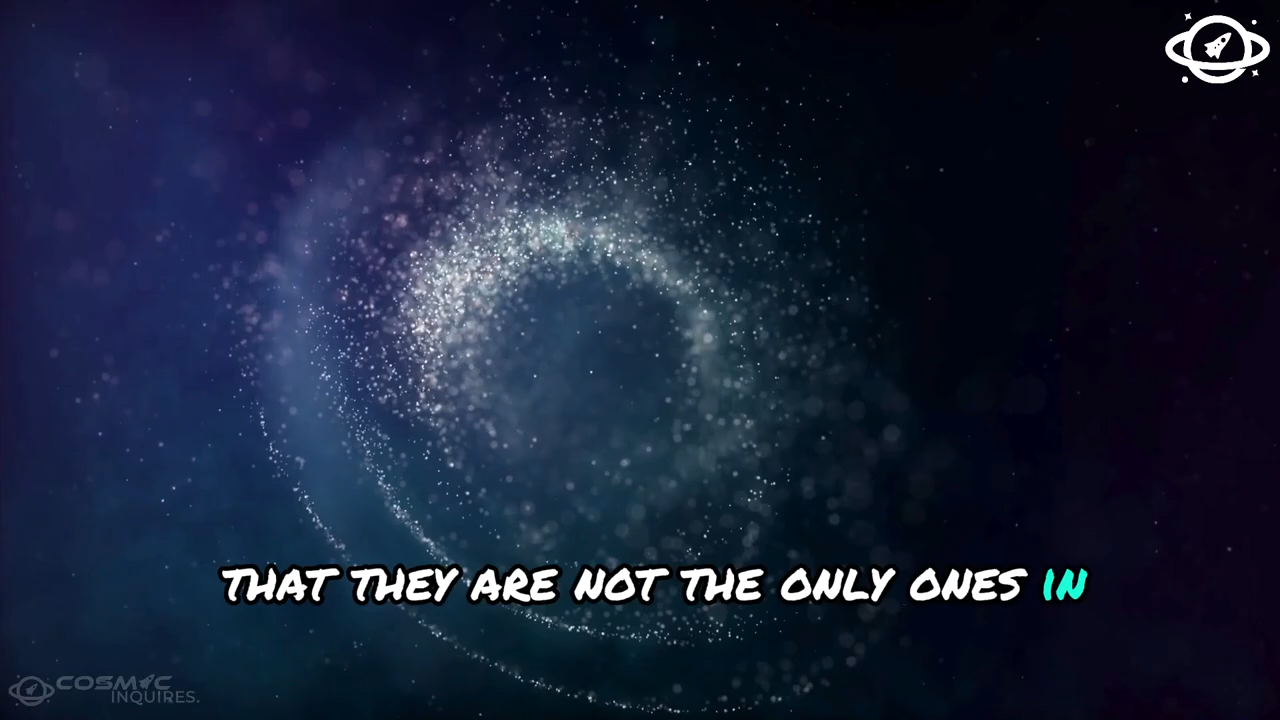 THAT THEY ARE NOT THE ONLY ONES IN
COSMIC
INQUIRES.